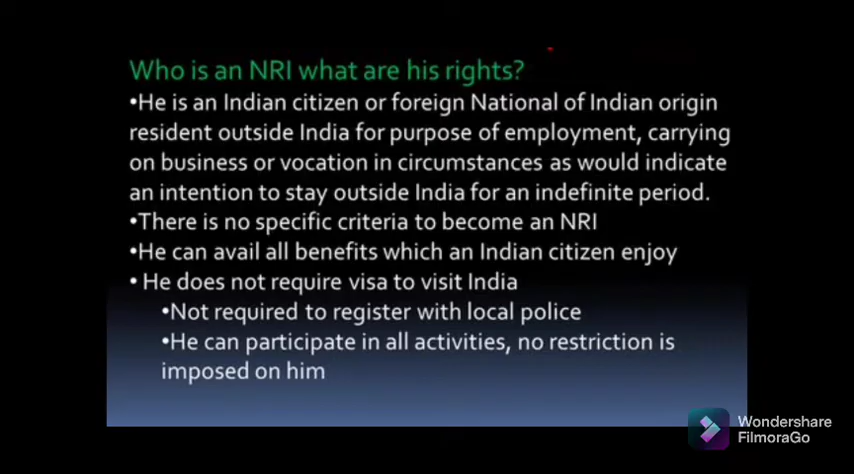 Who is an NRI what are his rights?
•He is an Indian citizen or foreign National of Indian origin
resident outside India for purpose of employment, carrying
on business or vocation in circumstances as would indicate
an intention to stay outside India for an indefinite period.
•There is no specific criteria to become an NRI
•He can avail all benefits which an Indian citizen enjoy
• He does not require visa to visit India
•Not required to register with local police
•He can participate in all activities, no restriction is
imposed on him
Wondershare
FilmoraGo